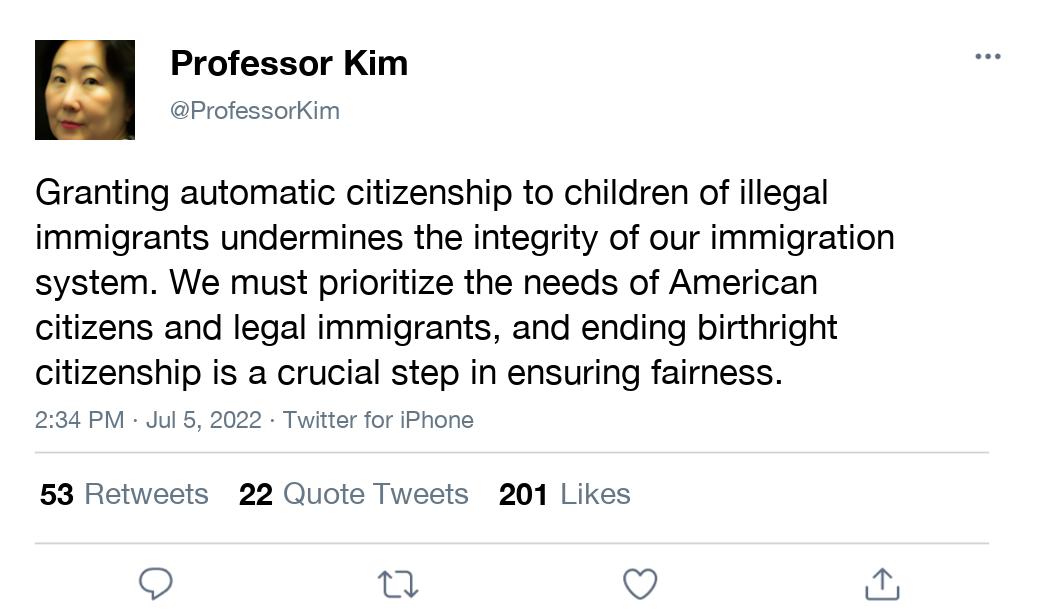 Professor Kim
@ProfessorKim
Granting automatic citizenship to children of illegal
immigrants undermines the integrity of our immigration
system. We must prioritize the needs of American
citizens and legal immigrants, and ending birthright
citizenship is a crucial step in ensuring fairness.
2:34 PM · Jul 5, 2022 · Twitter for iPhone
53 Retweets 22 Quote Tweets 201 Likes